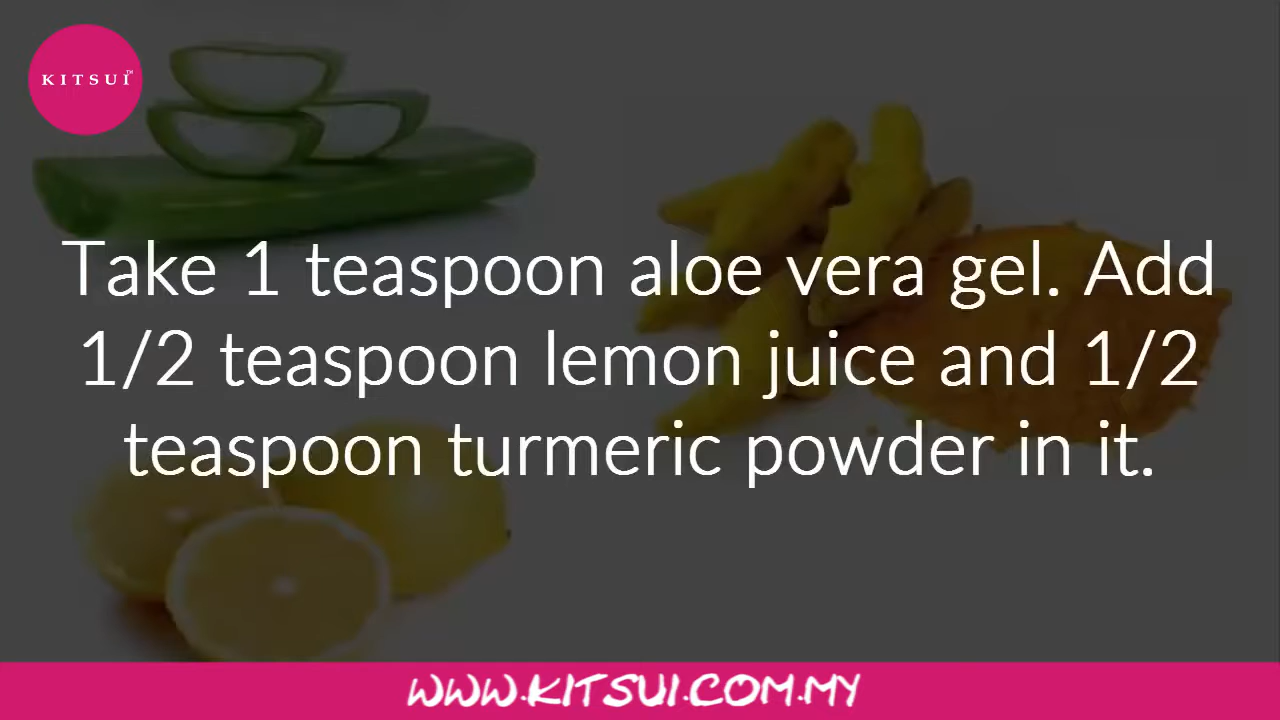 KITSUI™
Take 1 teaspoon aloe vera gel. Add
1/2 teaspoon lemon juice and 1/2
teaspoon turmeric powder in it.
WWW.KITSUI.COM.MY